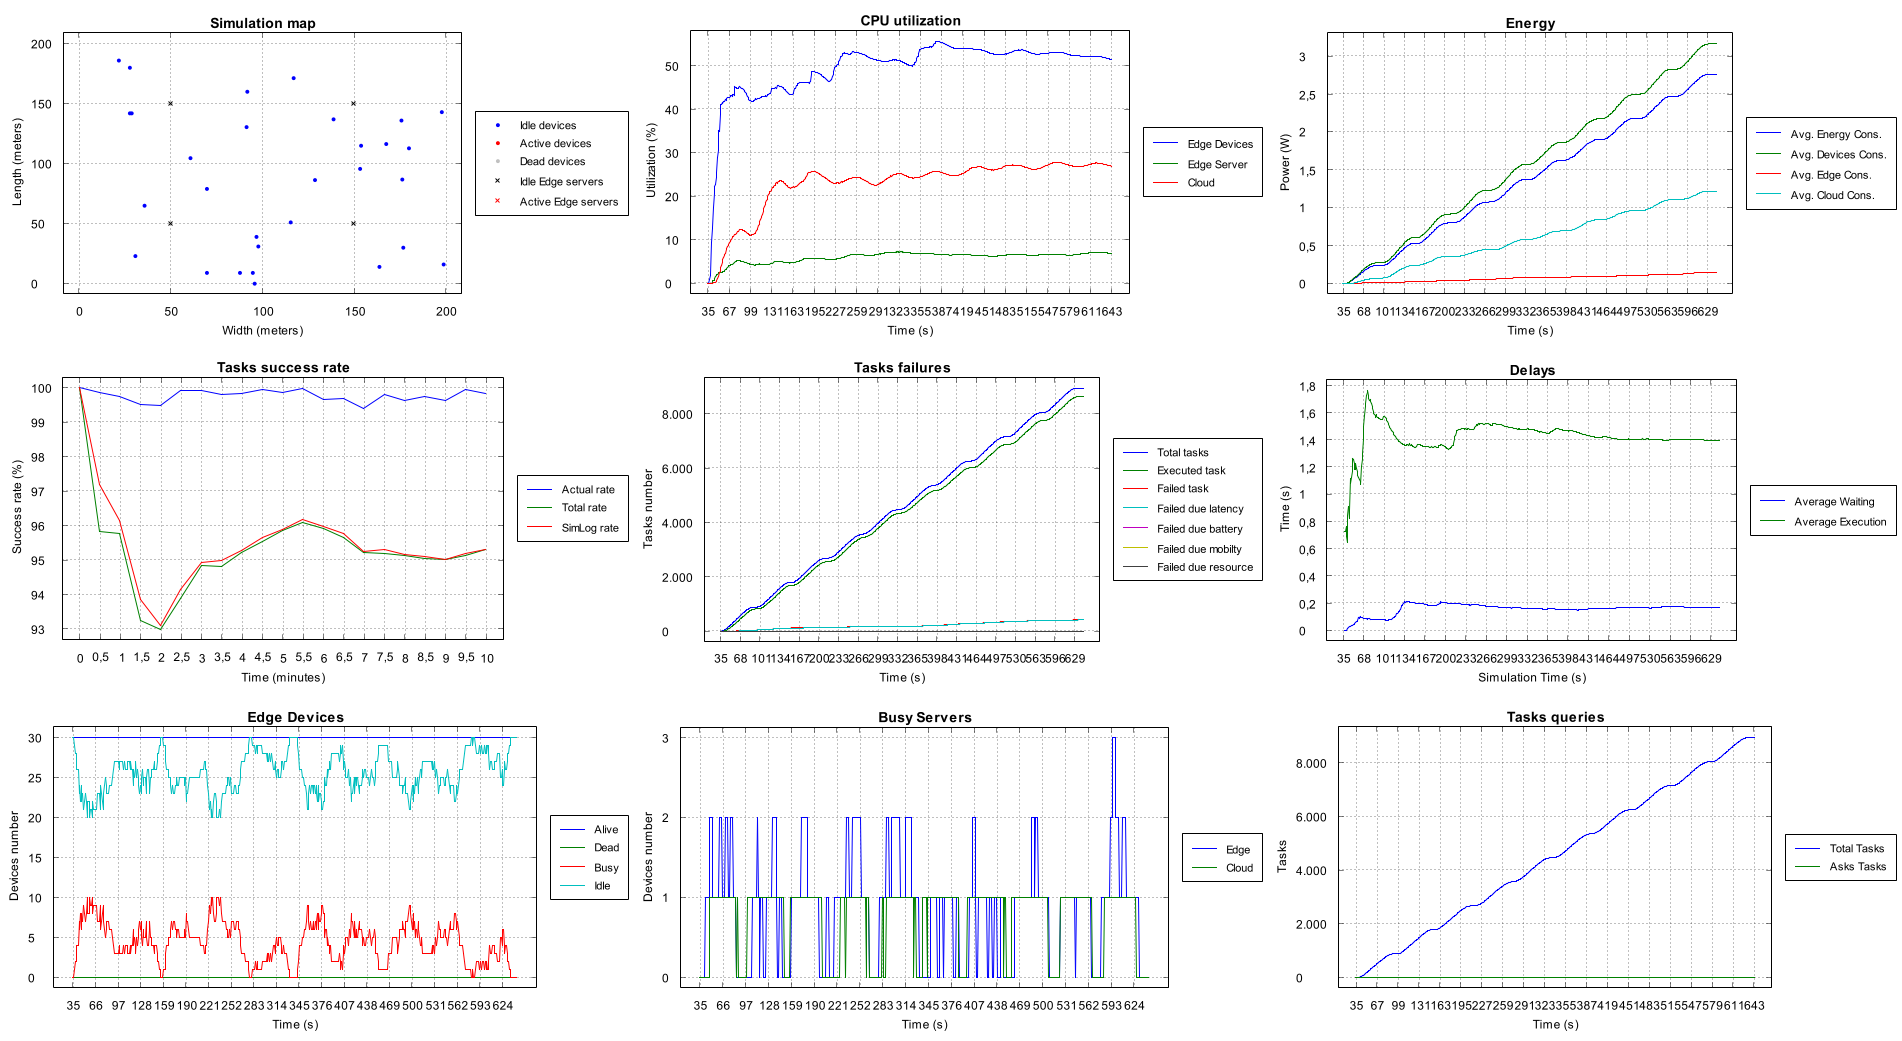 Simulation map
200
150
100
50
0
0 50 100 150 200
Length (meters)
Width (meters)
Idle devices
Active devices
Dead devices
Idle Edge servers
Active Edge servers
CPU utilization
50
40
30
20
10
0
35 67 99 131163195227259291323355387419451483515547579611643
Utilization (%)
Time (s)
Edge Devices
Edge Server
Cloud
Energy
3
2,5
2
1,5
1
0,5
0
35 68 101134167200233266299332365398431464497530563596629
Power (W)
Time (s)
Avg. Energy Cons.
Avg. Devices Cons.
Avg. Edge Cons.
Avg. Cloud Cons.
Tasks success rate
100
99
98
97
96
95
94
93
0 0,5 1 1,5 2 2,5 3 3,5 4 4,5 5 5,5 6 6,5 7 7,5 8 8,5 9 9,5 10
Success rate (%)
Time (minutes)
Actual rate
Total rate
SimLog rate
Tasks failures
8.000
6.000
4.000
2.000
0
35 68 101134167200233266299332365398431464497530563596629
Tasks number
Time (s)
Total tasks
Executed task
Failed task
Failed due latency
Failed due battery
Failed due mobilty
Failed due resource
Delays
1,8
1,6
1,4
1,2
1,0
0,8
0,6
0,4
0,2
0
35 68 101134167200233266299332365398431464497530563596629
Time (s)
Simulation Time (s)
Average Waiting
Average Execution
Edge Devices
30
25
20
15
10
5
0
35 66 97 128 159 190 221252 283 314345 376 407 438 469 500 531562593 624
Devices number
Time (s)
Alive
Dead
Busy
Idle
Busy Servers
3
2
1
0
35 66 97 128 159 190 221252 283 314 345 376 407 438 469 500 531562593 624
Devices number
Time (s)
Edge
Cloud
Tasks queries
8.000
6.000
4.000
2.000
0
35 67 99 131163195227259291323355387419451483515547579611643
Tasks
Time (s)
Total Tasks
Asks Tasks